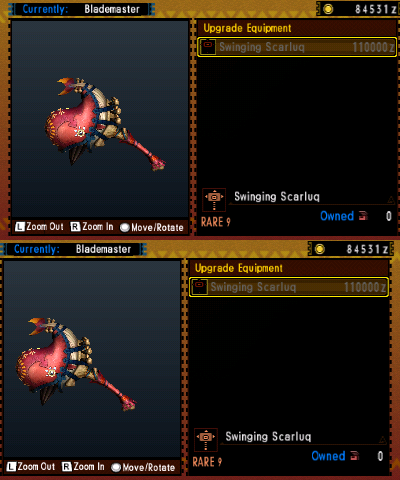 Currently: Blademaster
84531z
Upgrade Equipment
Swinging Scarluq 110000z
Swinging Scarluq
RARE 9
Owned 0
L Zoom Out R Zoom In Move/Rotate
Currently: Blademaster
84531z
Upgrade Equipment
Swinging Scarluq 110000z
Swinging Scarluq
RARE 9
Owned 0
L Zoom Out R Zoom In Move/Rotate